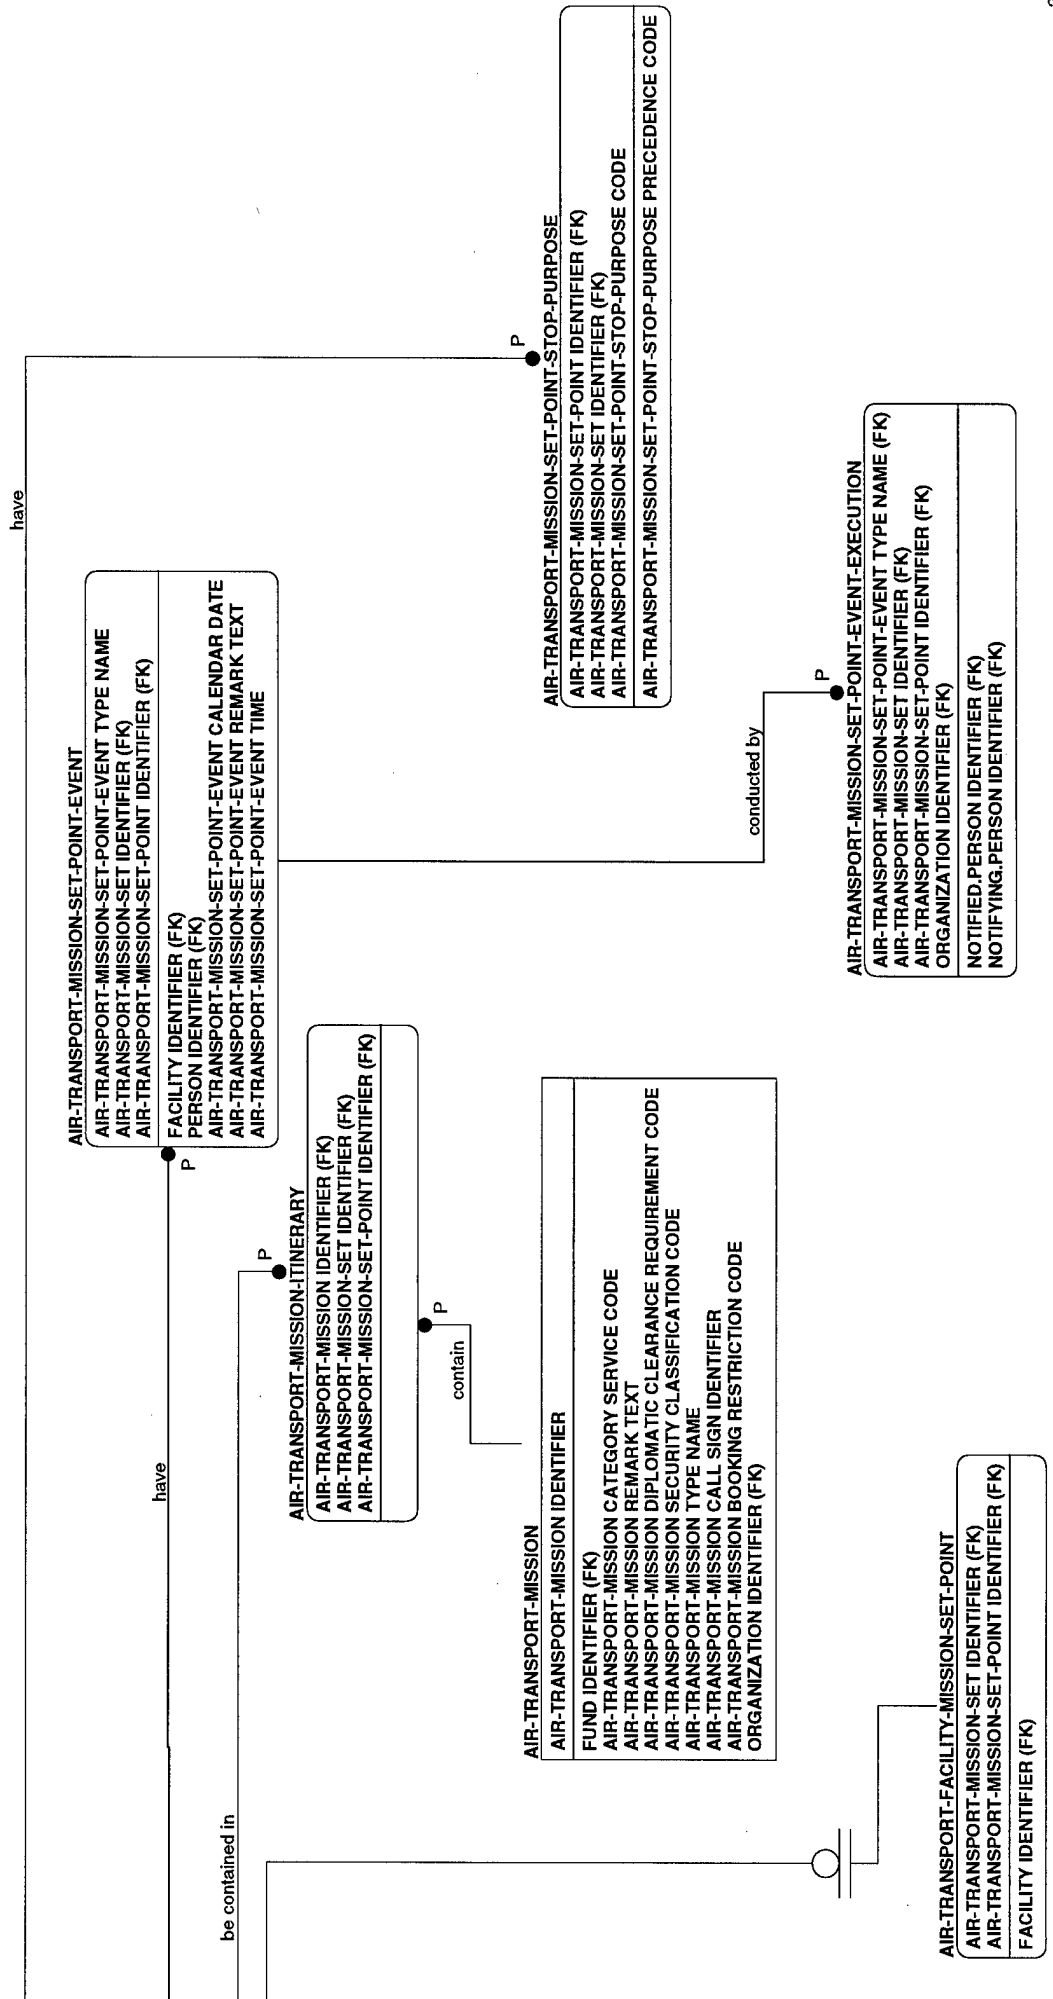 have
AIR-TRANSPORT-MISSION-SET-POINT-EVENT
AIR-TRANSPORT-MISSION-SET-POINT-EVENT TYPE NAME
AIR-TRANSPORT-MISSION-SET IDENTIFIER (FK)
AIR-TRANSPORT-MISSION-SET-POINT IDENTIFIER (FK)
FACILITY IDENTIFIER (FK)
PERSON IDENTIFIER (FK)
AIR-TRANSPORT-MISSION-SET-POINT-EVENT CALENDAR DATE
AIR-TRANSPORT-MISSION-SET-POINT-EVENT REMARK TEXT
AIR-TRANSPORT-MISSION-SET-POINT-EVENT TIME
have
P
be contained in
P
AIR-TRANSPORT-MISSION-ITINERARY
AIR-TRANSPORT-MISSION IDENTIFIER (FK)
AIR-TRANSPORT-MISSION-SET IDENTIFIER (FK)
AIR-TRANSPORT-MISSION-SET-POINT IDENTIFIER (FK)
P
contain
P
AIR-TRANSPORT-MISSION-SET-POINT-STOP-PURPOSE
AIR-TRANSPORT-MISSION-SET-POINT IDENTIFIER (FK)
AIR-TRANSPORT-MISSION-SET IDENTIFIER (FK)
AIR-TRANSPORT-MISSION-SET-POINT-STOP-PURPOSE CODE
AIR-TRANSPORT-MISSION-SET-POINT-STOP-PURPOSE PRECEDENCE CODE
AIR-TRANSPORT-MISSION
AIR-TRANSPORT-MISSION IDENTIFIER
FUND IDENTIFIER (FK)
AIR-TRANSPORT-MISSION CATEGORY SERVICE CODE
AIR-TRANSPORT-MISSION REMARK TEXT
AIR-TRANSPORT-MISSION DIPLOMATIC CLEARANCE REQUIREMENT CODE
AIR-TRANSPORT-MISSION SECURITY CLASSIFICATION CODE
AIR-TRANSPORT-MISSION TYPE NAME
AIR-TRANSPORT-MISSION CALL SIGN IDENTIFIER
AIR-TRANSPORT-MISSION BOOKING RESTRICTION CODE
ORGANIZATION IDENTIFIER (FK)
conducted by
P
AIR-TRANSPORT-MISSION-SET-POINT-EVENT-EXECUTION
AIR-TRANSPORT-MISSION-SET-POINT-EVENT TYPE NAME (FK)
AIR-TRANSPORT-MISSION-SET IDENTIFIER (FK)
AIR-TRANSPORT-MISSION-SET-POINT IDENTIFIER (FK)
ORGANIZATION IDENTIFIER (FK)
NOTIFIED.PERSON IDENTIFIER (FK)
NOTIFYING.PERSON IDENTIFIER (FK)
AIR-TRANSPORT-FACILITY-MISSION-SET-POINT
AIR-TRANSPORT-MISSION-SET IDENTIFIER (FK)
AIR-TRANSPORT-MISSION-SET-POINT IDENTIFIER (FK)
FACILITY IDENTIFIER (FK)